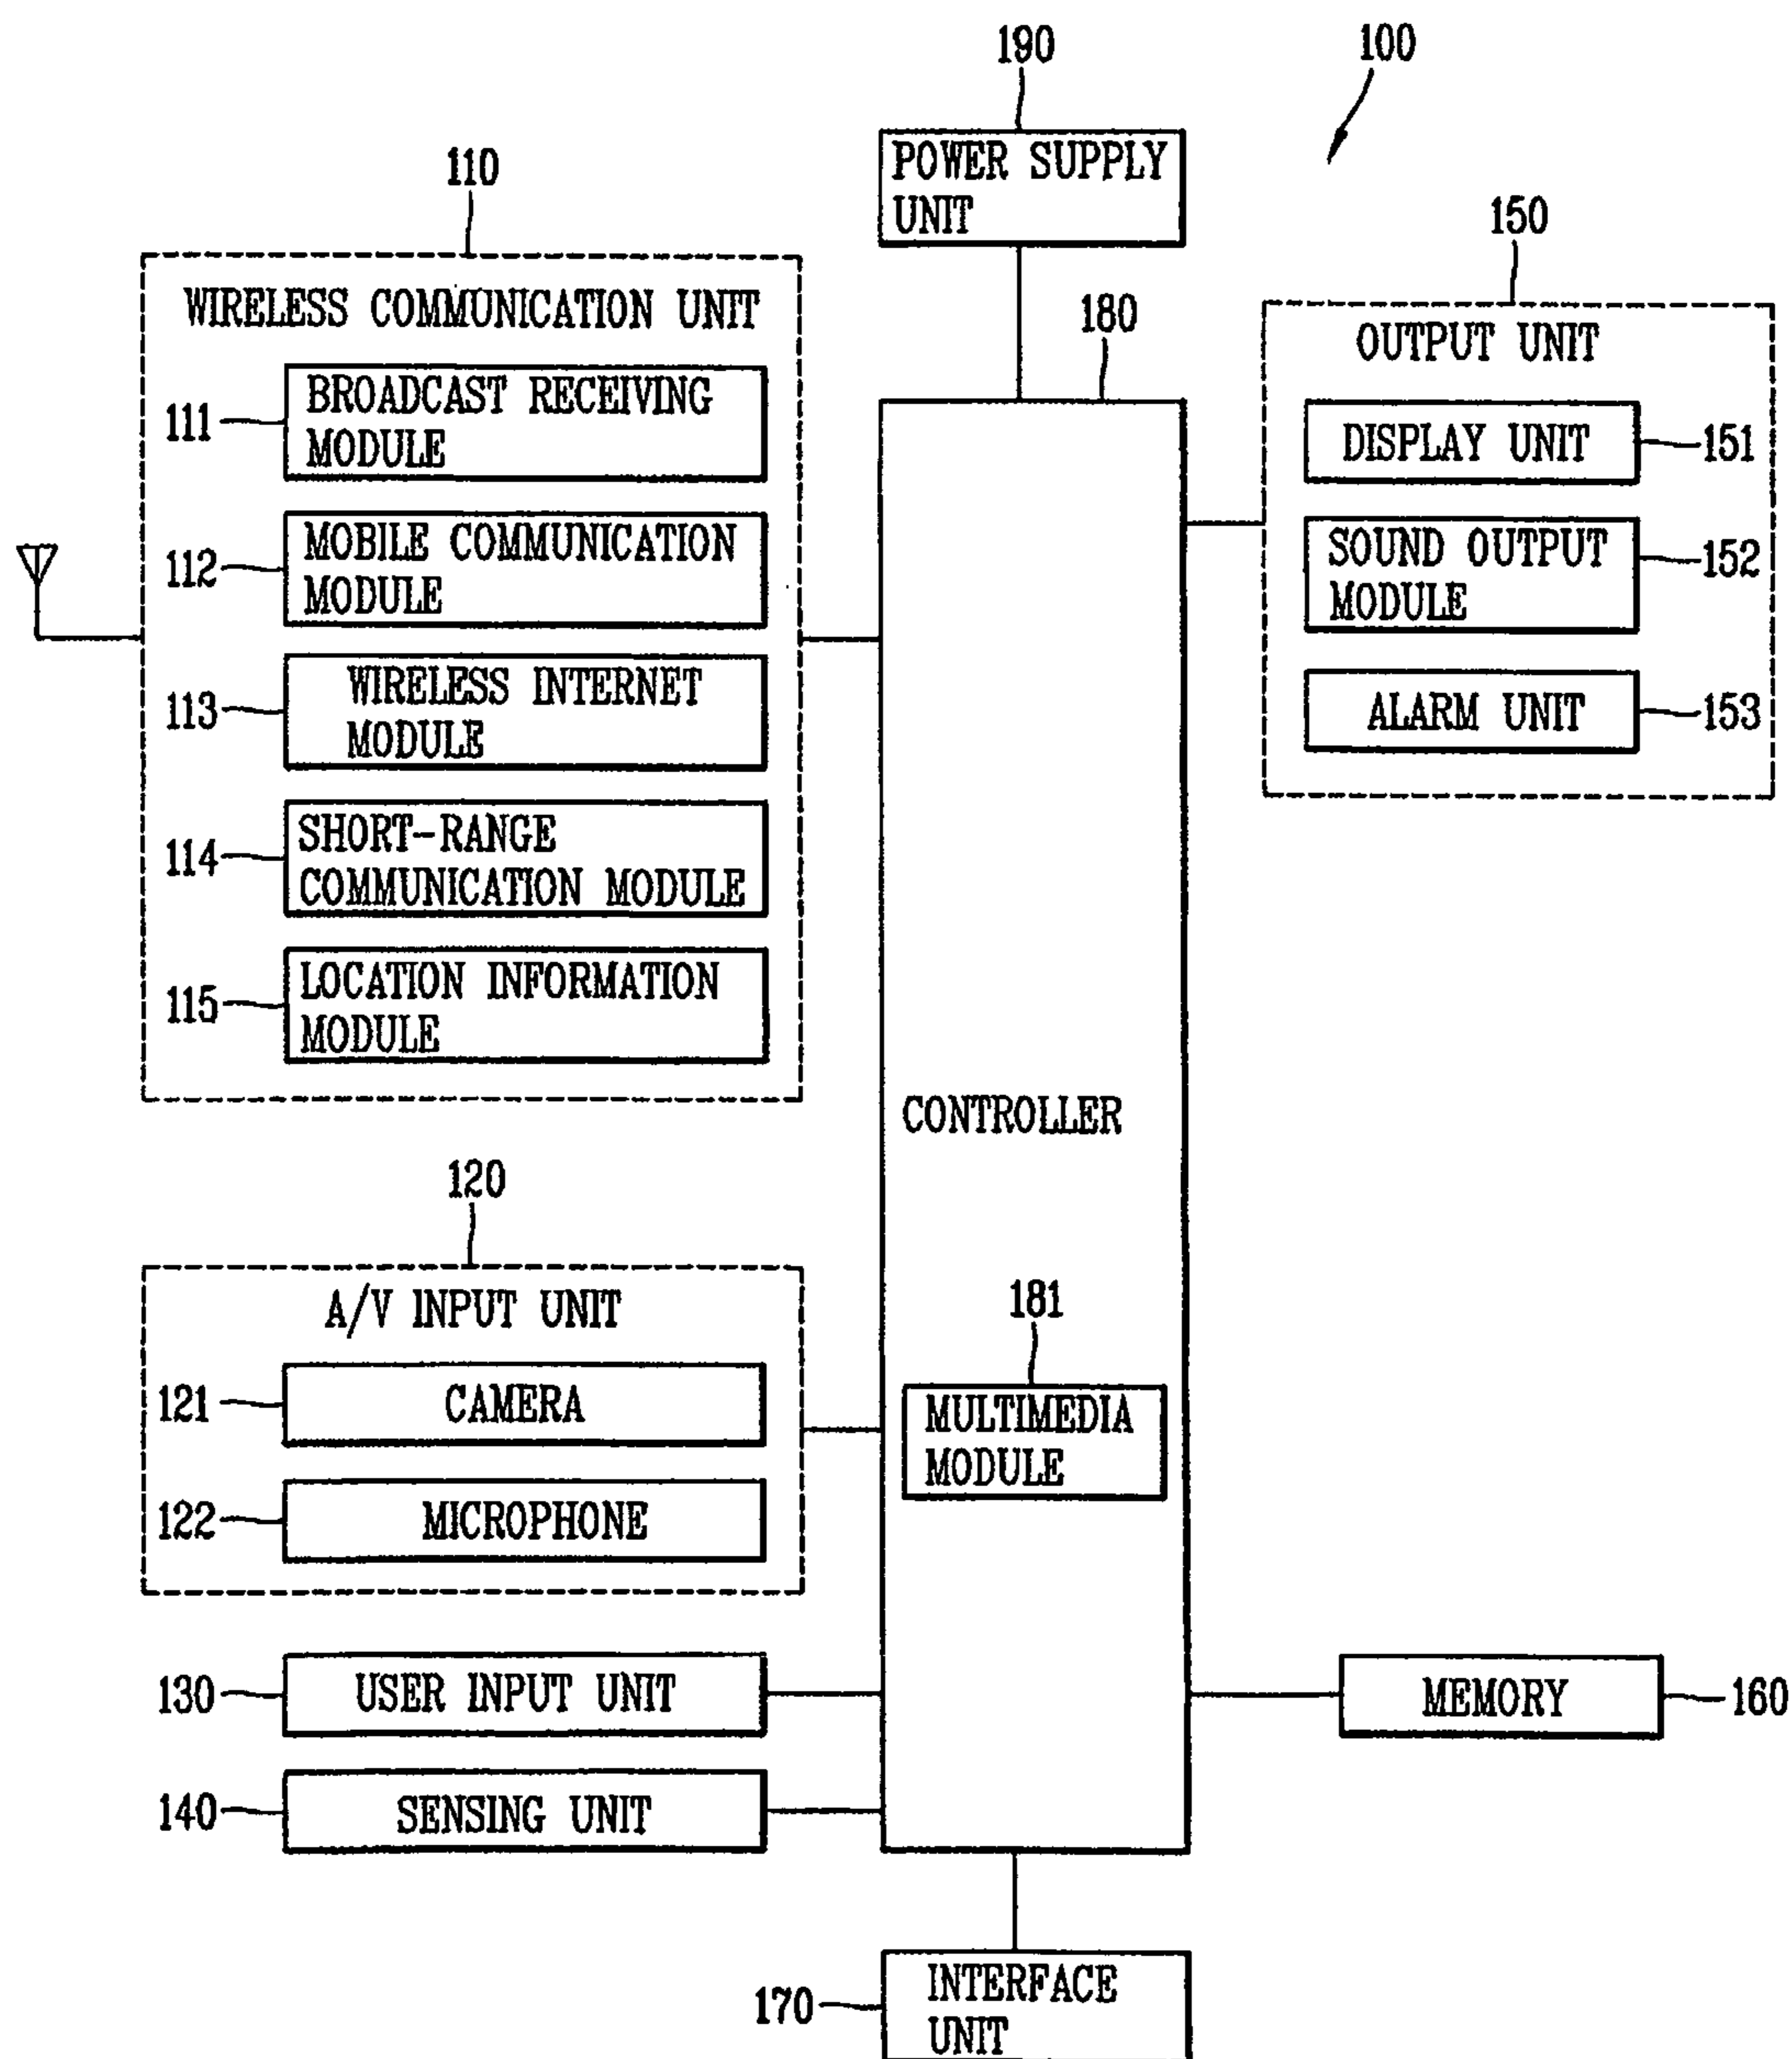 190
100
POWER SUPPLY
UNIT
110
WIRELESS COMMUNICATION UNIT
111
BROADCAST RECEIVING
MODULE
112
MOBILE COMMUNICATION
MODULE
113
WIRELESS INTERNET
MODULE
114
SHORT-RANGE
COMMUNICATION MODULE
115
LOCATION INFORMATION
MODULE
180
150
OUTPUT UNIT
DISPLAY UNIT
151
SOUND OUTPUT
MODULE
152
ALARM UNIT
153
CONTROLLER
120
A/V INPUT UNIT
121
CAMERA
122
MICROPHONE
181
MULTIMEDIA
MODULE
130
USER INPUT UNIT
140
SENSING UNIT
MEMORY
160
170
INTERFACE
UNIT